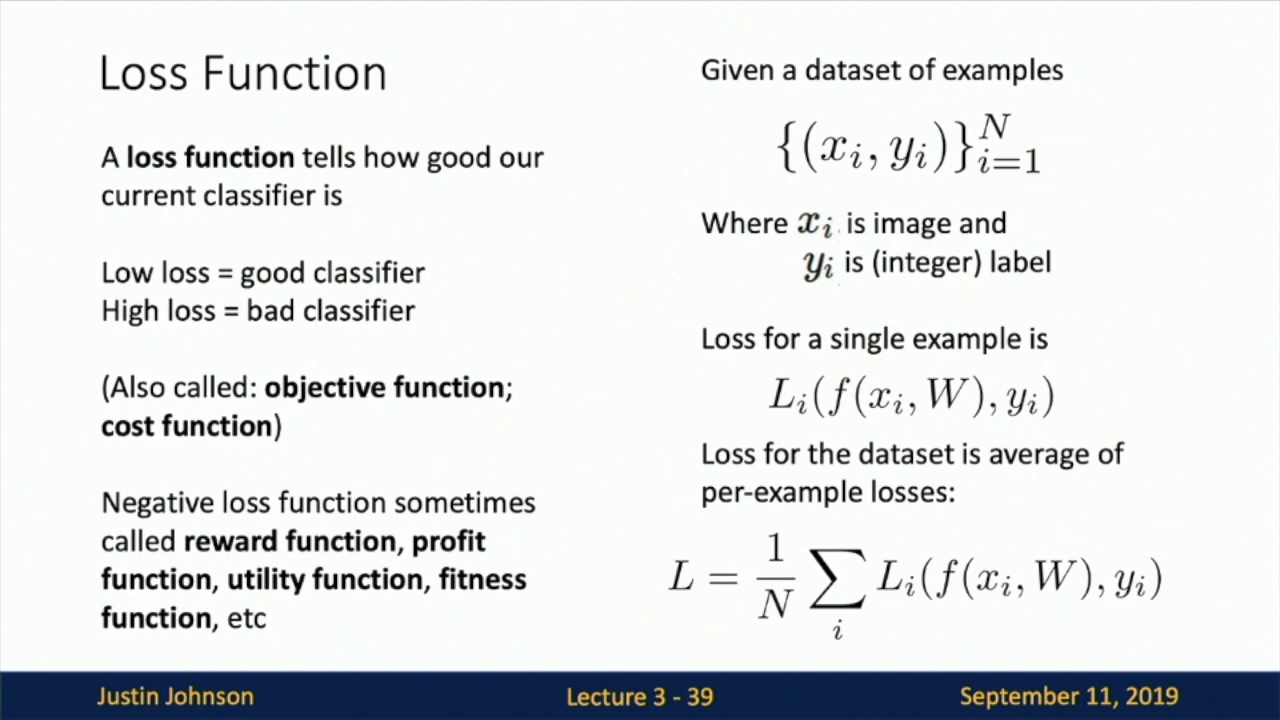 Loss Function
A loss function tells how good our
current classifier is
Low loss = good classifier
High loss = bad classifier
(Also called: objective function;
cost function)
Negative loss function sometimes
called reward function, profit
function, utility function, fitness
function, etc
Given a dataset of examples
{(x_i, y_i)}_{i=1}^N
Where x_i is image and
y_i is (integer) label
Loss for a single example is
L_i(f(x_i, W), y_i)
Loss for the dataset is average of
per-example losses:
L = \frac{1}{N} \sum_i L_i(f(x_i, W), y_i)
Justin Johnson
Lecture 3 - 39
September 11, 2019